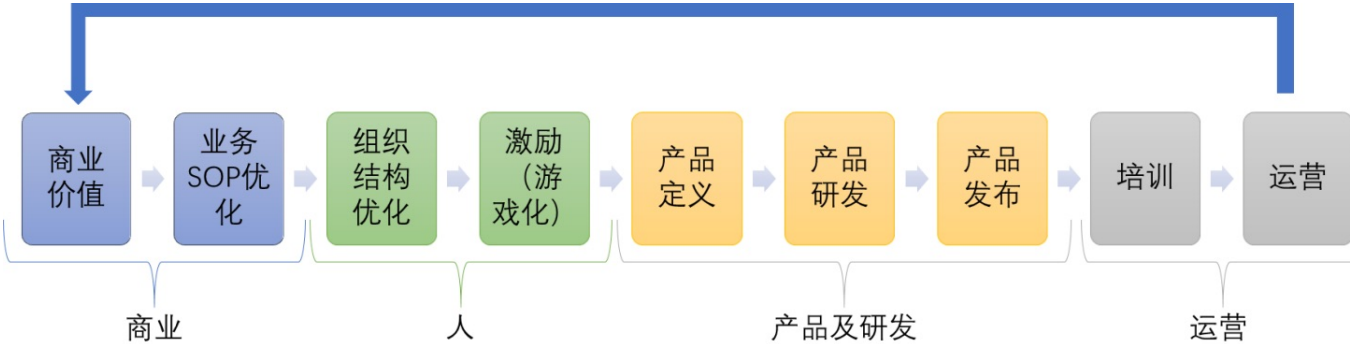 商业
价值
业务
SOP优
化
组织
结构
优化
激励
（游
戏化）
产品
定义
产品
研发
产品
发布
培训
运营
商业
人
产品及研发
运营